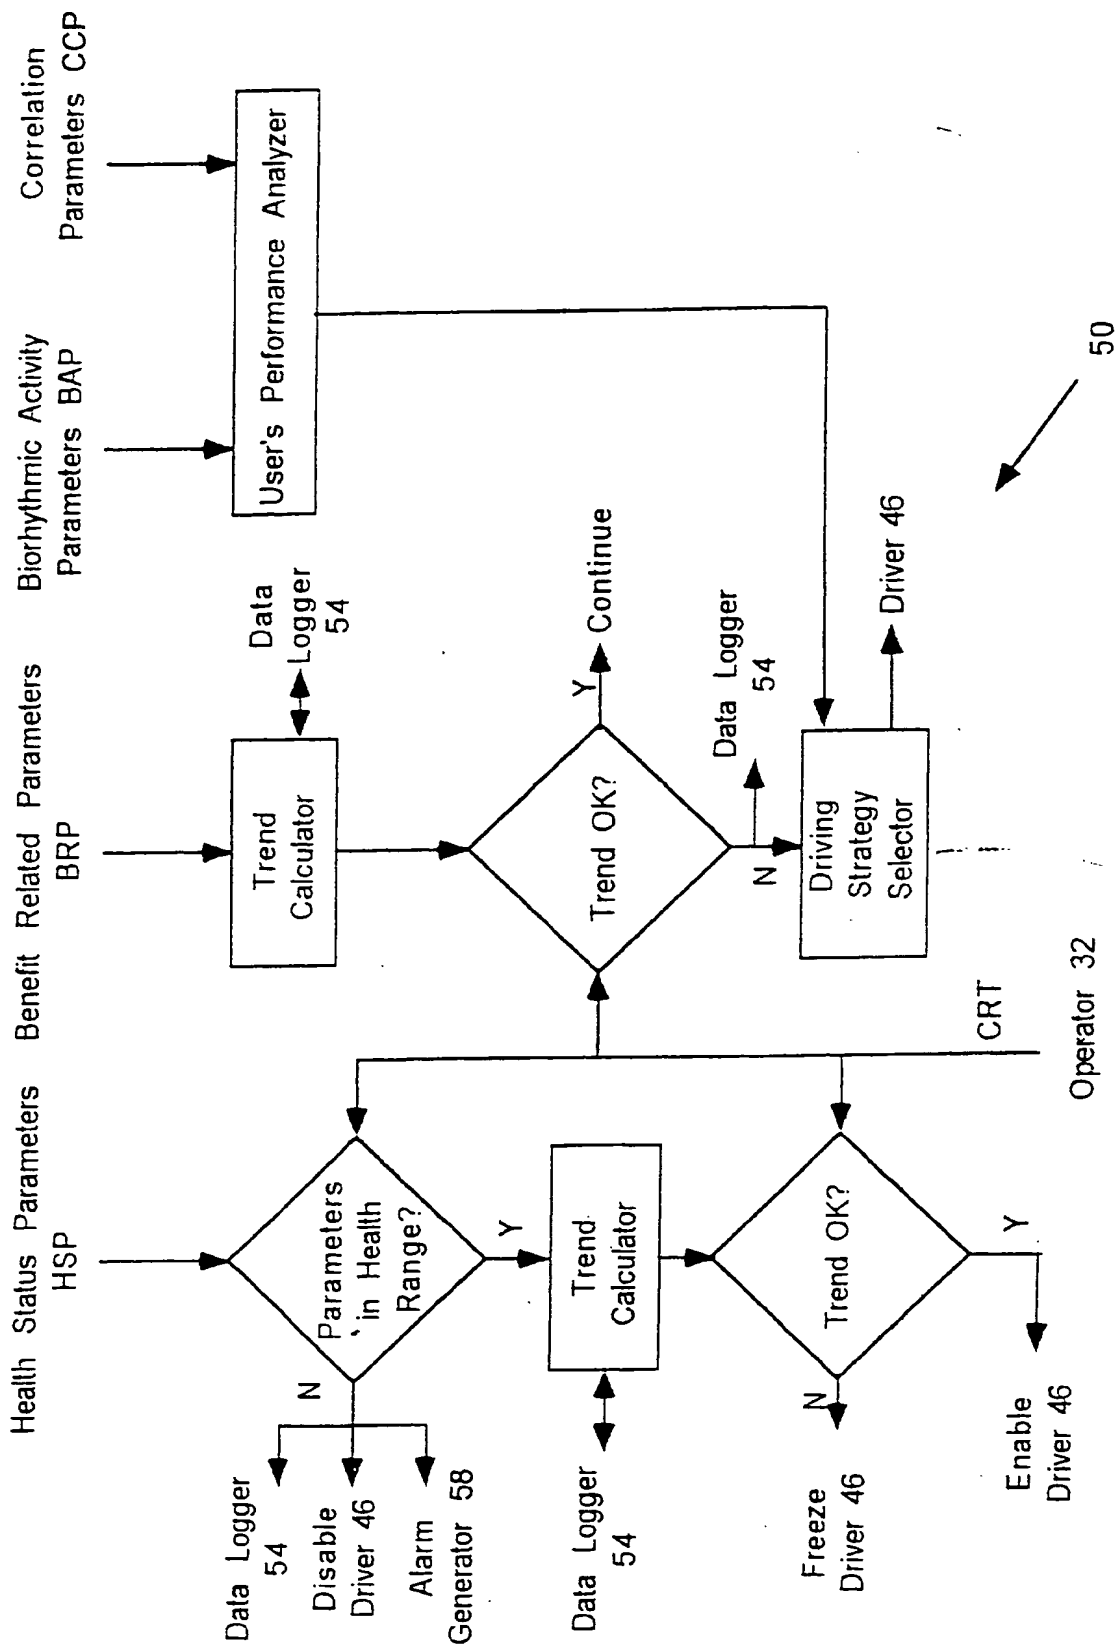 Health Status Parameters
HSP
Benefit Related Parameters
BRP
Biorhythmic Activity
Parameters BAP
Correlation
Parameters CCP
Parameters
in Health
Range?
N
Y
Data Logger
54
Disable
Driver 46
Alarm
Generator 58
Trend
Calculator
Data Logger
54
Trend OK?
N
Y
Freeze
Driver 46
Enable
Driver 46
Trend
Calculator
Data
Logger
54
Trend OK?
Y
Continue
N
Data Logger
54
Driving
Strategy
Selector
Driver 46
User's Performance Analyzer
CRT
Operator 32
50